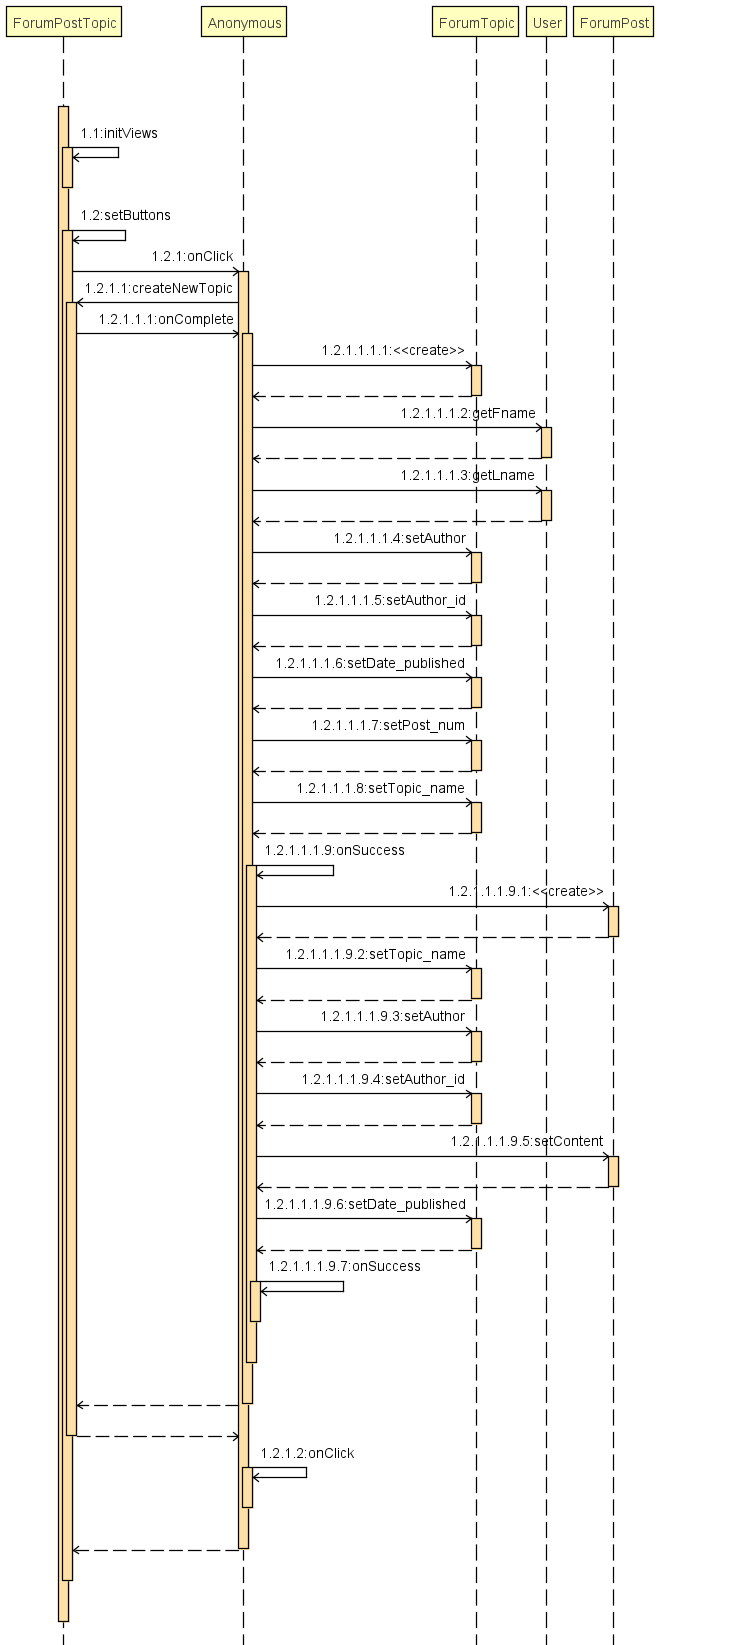 ForumPostTopic Anonymous ForumTopic User ForumPost
1.1:initViews
1.2:setButtons
1.2.1:onClick
1.2.1.1:createNewTopic
1.2.1.1.1:onComplete
1.2.1.1.1.1:<<create>>
1.2.1.1.1.2:getFname
1.2.1.1.1.3:getLname
1.2.1.1.1.4:setAuthor
1.2.1.1.1.5:setAuthor_id
1.2.1.1.1.6:setDate_published
1.2.1.1.1.7:setPost_num
1.2.1.1.1.8:setTopic_name
1.2.1.1.1.9:onSuccess
1.2.1.1.1.9.1:<<create>>
1.2.1.1.1.9.2:setTopic_name
1.2.1.1.1.9.3:setAuthor
1.2.1.1.1.9.4:setAuthor_id
1.2.1.1.1.9.5:setContent
1.2.1.1.1.9.6:setDate_published
1.2.1.1.1.9.7:onSuccess
1.2.1.2:onClick